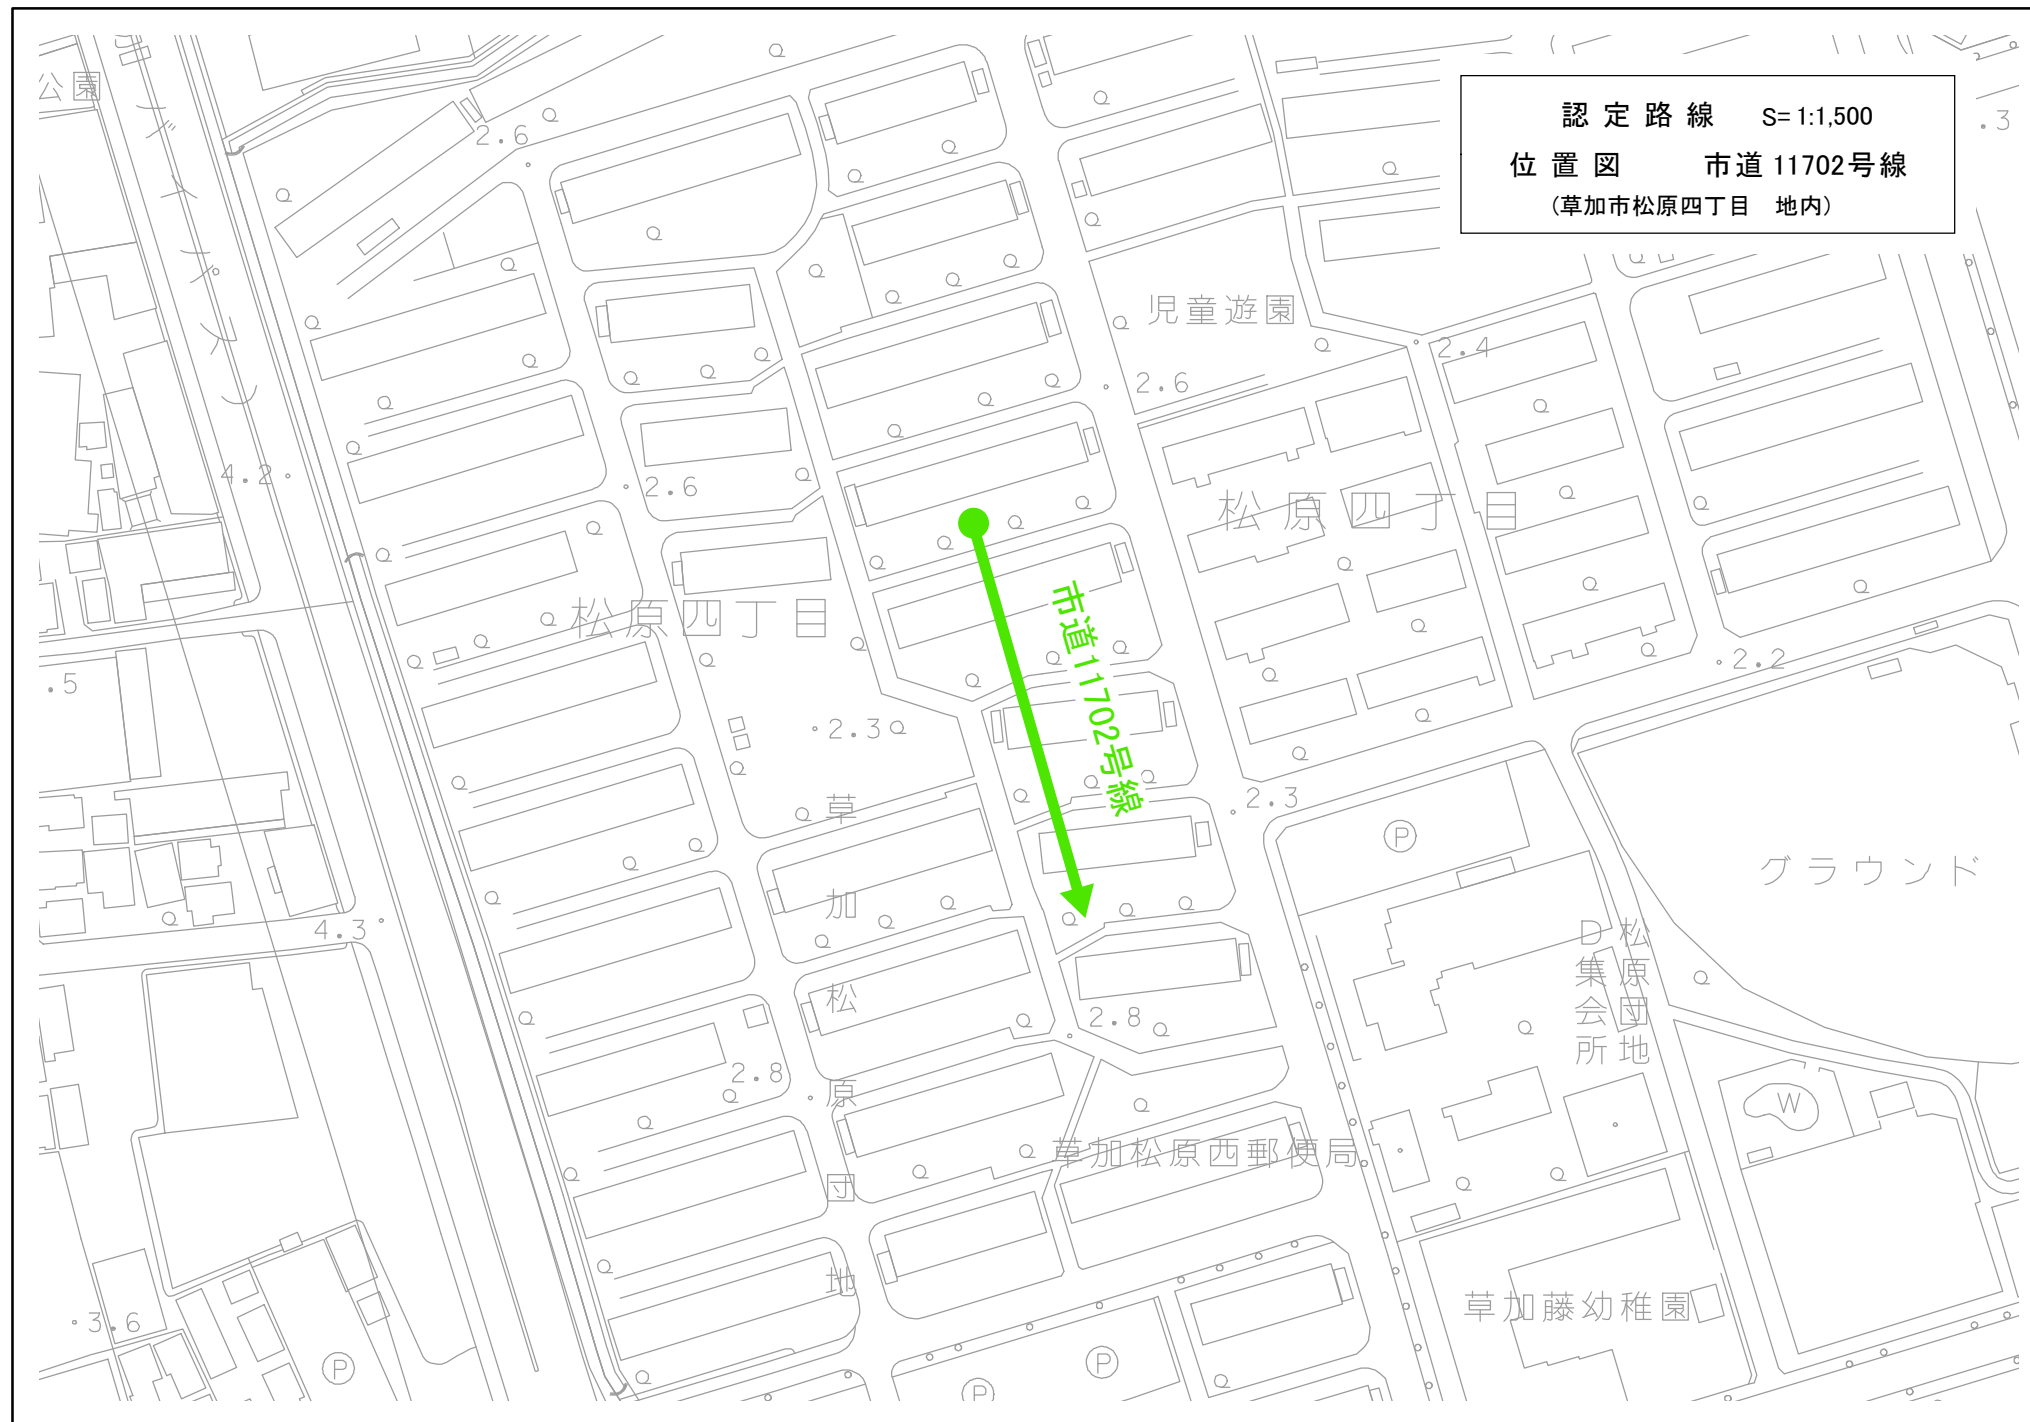 認定路線 S=1:1,500
位置図 市道11702号線
(草加市松原四丁目 地内)
公園
2.6
.3
児童遊園
2.4
2.6
4.2
2.6
松原四丁目
松原四丁目
市道11702号線
2.2
.5
2.3
2.3
草加松原団地
P
グラウンド
4.3
松原団地
D集会所
2.8
2.8
W
草加松原西郵便局
草加藤幼稚園
3.6
P
P
P